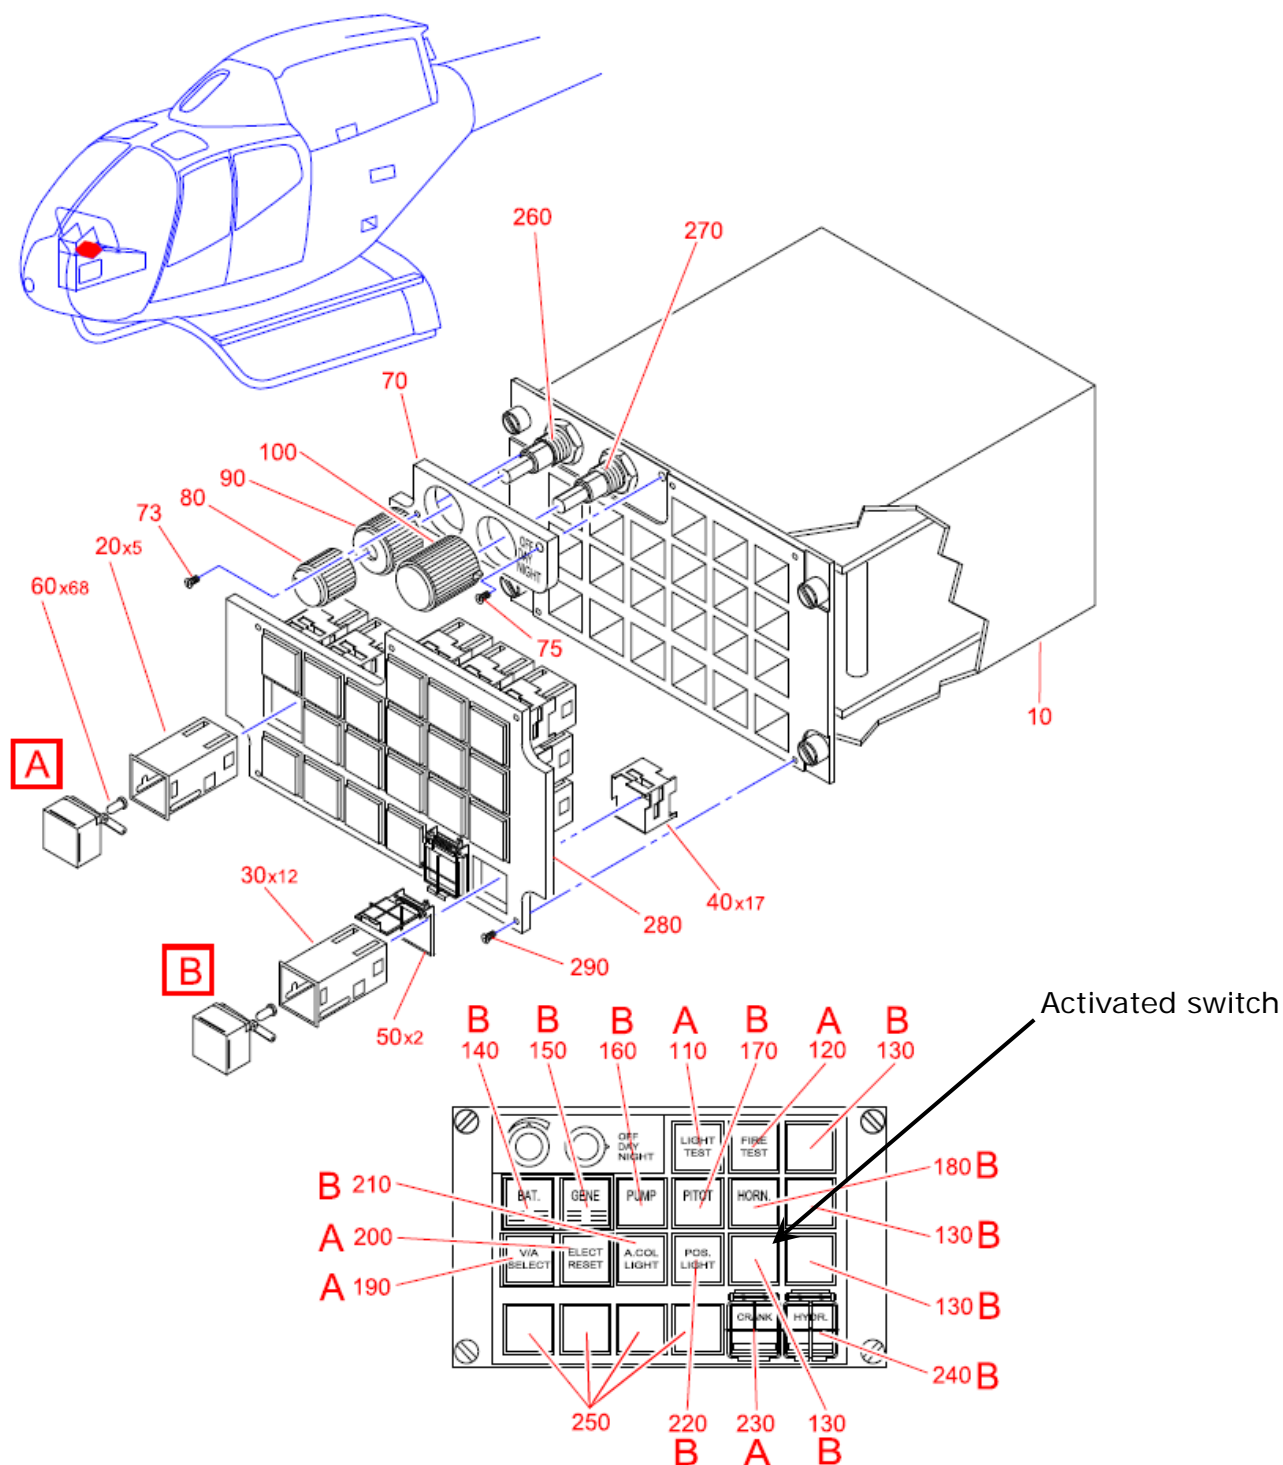 260
270
70
100
90
80
73
20x5
60x68
OFF
DAY
NIGHT
75
10
A
30x12
40x17
280
B
290
50x2
Activated switch
B B B A B A B
140 150 160 110 170 120 130
OFF
DAY
NIGHT
LIGHT
TEST
FIRE
TEST
180 B
B 210
BAT.
GENE
PUMP
PITOT
HORN.
130 B
A 200
V/A
SELECT
ELECT
RESET
A.COL
LIGHT
POS.
LIGHT
A 190
130 B
CRANK
HYDR.
240 B
250
220 230 130
B A B